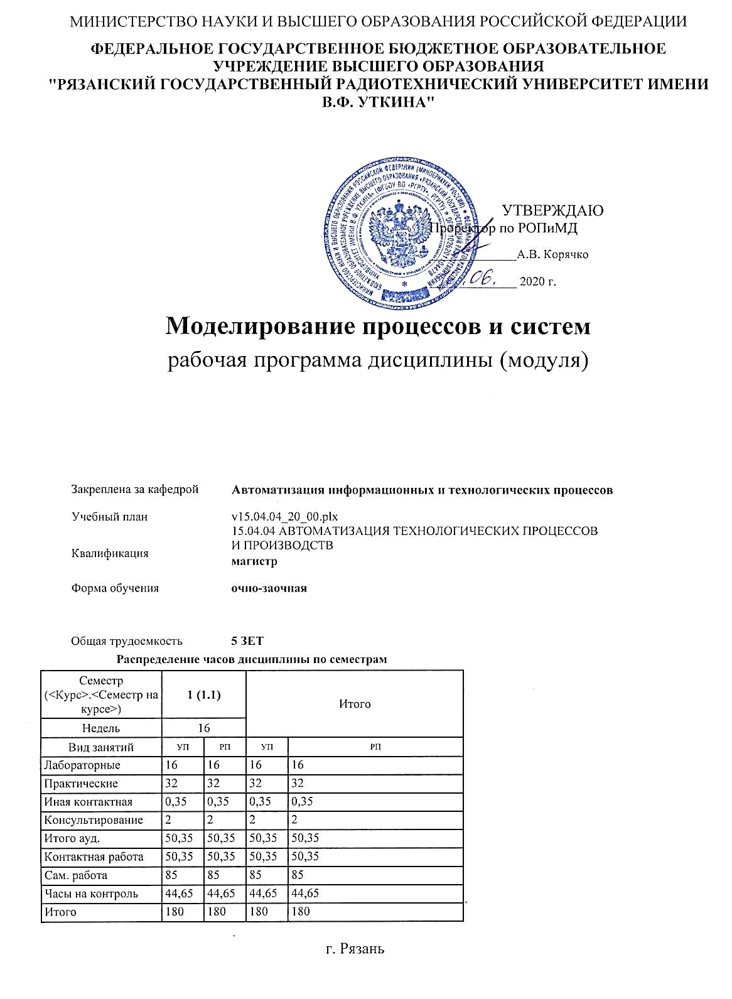 МИНИСТЕРСТВО НАУКИ И ВЫСШЕГО ОБРАЗОВАНИЯ РОССИЙСКОЙ ФЕДЕРАЦИИ
ФЕДЕРАЛЬНОЕ ГОСУДАРСТВЕННОЕ БЮДЖЕТНОЕ ОБРАЗОВАТЕЛЬНОЕ
УЧРЕЖДЕНИЕ ВЫСШЕГО ОБРАЗОВАНИЯ
"РЯЗАНСКИЙ ГОСУДАРСТВЕННЫЙ РАДИОТЕХНИЧЕСКИЙ УНИВЕРСИТЕТ ИМЕНИ
В.Ф. УТКИНА"
УТВЕРЖДАЮ
Проректор по РОПиМД
А.В. Корячко
.06. 2020 г.
Моделирование процессов и систем
рабочая программа дисциплины (модуля)
Закреплена за кафедрой Автоматизация информационных и технологических процессов
Учебный план v15.04.04_20_00.plx
15.04.04 АВТОМАТИЗАЦИЯ ТЕХНОЛОГИЧЕСКИХ ПРОЦЕССОВ
И ПРОИЗВОДСТВ
Квалификация магистр
Форма обучения очно-заочная
Общая трудоемкость 5 ЗЕТ
Распределение часов дисциплины по семестрам
Семестр
(<Курс>.<Семестр на
курсе>) 1 (1.1) Итого
Недель 16
Вид занятий УП РП УП РП
Лабораторные 16 16 16 16
Практические 32 32 32 32
Иная контактная 0,35 0,35 0,35 0,35
Консультирование 2 2 2 2
Итого ауд. 50,35 50,35 50,35 50,35
Контактная работа 50,35 50,35 50,35 50,35
Сам. работа 85 85 85 85
Часы на контроль 44,65 44,65 44,65 44,65
Итого 180 180 180 180
г. Рязань